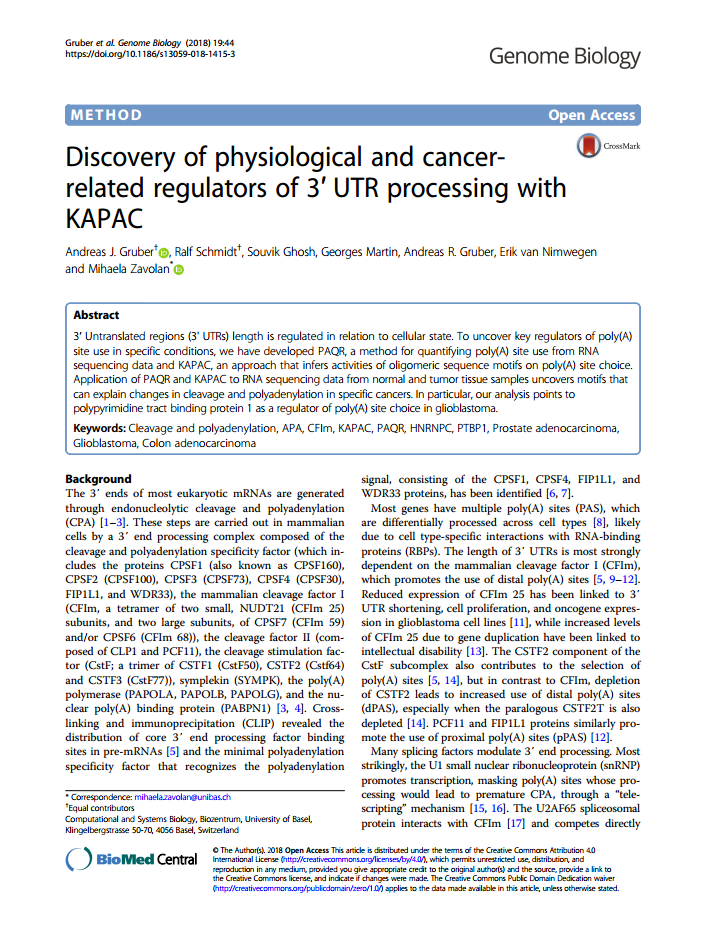 Gruber et al. Genome Biology (2018) 19:44
https://doi.org/10.1186/s13059-018-1415-3
Genome Biology
METHOD
Open Access
CrossMark
Discovery of physiological and cancer-
related regulators of 3′ UTR processing with
KAPAC
Andreas J. Gruber†, Ralf Schmidt†, Souvik Ghosh, Georges Martin, Andreas R. Gruber, Erik van Nimwegen
and Mihaela Zavolan*
Abstract
3′ Untranslated regions (3' UTRs) length is regulated in relation to cellular state. To uncover key regulators of poly(A)
site use in specific conditions, we have developed PAQR, a method for quantifying poly(A) site use from RNA
sequencing data and KAPAC, an approach that infers activities of oligomeric sequence motifs on poly(A) site choice.
Application of PAQR and KAPAC to RNA sequencing data from normal and tumor tissue samples uncovers motifs that
can explain changes in cleavage and polyadenylation in specific cancers. In particular, our analysis points to
polypyrimidine tract binding protein 1 as a regulator of poly(A) site choice in glioblastoma.
Keywords: Cleavage and polyadenylation, APA, CFIm, KAPAC, PAQR, HNRNPC, PTBP1, Prostate adenocarcinoma,
Glioblastoma, Colon adenocarcinoma
Background
The 3′ ends of most eukaryotic mRNAs are generated
through endonucleolytic cleavage and polyadenylation
(CPA) [1–3]. These steps are carried out in mammalian
cells by a 3′ end processing complex composed of the
cleavage and polyadenylation specificity factor (which in-
cludes the proteins CPSF1 (also known as CPSF160),
CPSF2 (CPSF100), CPSF3 (CPSF73), CPSF4 (CPSF30),
FIP1L1, and WDR33), the mammalian cleavage factor I
(CFIm, a tetramer of two small, NUDT21 (CFIm 25)
subunits, and two large subunits, of CPSF7 (CFIm 59)
and/or CPSF6 (CFIm 68)), the cleavage factor II (com-
posed of CLP1 and PCF11), the cleavage stimulation fac-
tor (CstF; a trimer of CSTF1 (CstF50), CSTF2 (Cstf64)
and CSTF3 (CstF77)), symplekin (SYMPK), the poly(A)
polymerase (PAPOLA, PAPOLB, PAPOLG), and the nu-
clear poly(A) binding protein (PABPN1) [3, 4]. Cross-
linking and immunoprecipitation (CLIP) revealed the
distribution of core 3′ end processing factor binding
sites in pre-mRNAs [5] and the minimal polyadenylation
specificity factor that recognizes the polyadenylation
signal, consisting of the CPSF1, CPSF4, FIP1L1, and
WDR33 proteins, has been identified [6, 7].
Most genes have multiple poly(A) sites (PAS), which
are differentially processed across cell types [8], likely
due to cell type-specific interactions with RNA-binding
proteins (RBPs). The length of 3′ UTRs is most strongly
dependent on the mammalian cleavage factor I (CFIm),
which promotes the use of distal poly(A) sites [5, 9–12].
Reduced expression of CFIm 25 has been linked to 3′
UTR shortening, cell proliferation, and oncogene expres-
sion in glioblastoma cell lines [11], while increased levels
of CFIm 25 due to gene duplication have been linked to
intellectual disability [13]. The CSTF2 component of the
CstF subcomplex also contributes to the selection of
poly(A) sites [5, 14], but in contrast to CFIm, depletion
of CSTF2 leads to increased use of distal poly(A) sites
(dPAS), especially when the paralogous CSTF2T is also
depleted [14]. PCF11 and FIP1L1 proteins similarly pro-
mote the use of proximal poly(A) sites (pPAS) [12].
Many splicing factors modulate 3′ end processing. Most
strikingly, the U1 small nuclear ribonucleoprotein (snRNP)
promotes transcription, masking poly(A) sites whose pro-
cessing would lead to premature CPA, through a “tele-
scripting” mechanism [15, 16]. The U2AF65 spliceosomal
protein interacts with CFIm [17] and competes directly
* Correspondence: mihaela.zavolan@unibas.ch
†Equal contributors
Computational and Systems Biology, Biozentrum, University of Basel,
Klingelbergstrasse 50-70, 4056 Basel, Switzerland
BioMed Central
© The Author(s). 2018 Open Access This article is distributed under the terms of the Creative Commons Attribution 4.0
International License (http://creativecommons.org/licenses/by/4.0/), which permits unrestricted use, distribution, and
reproduction in any medium, provided you give appropriate credit to the original author(s) and the source, provide a link to
the Creative Commons license, and indicate if changes were made. The Creative Commons Public Domain Dedication waiver
(http://creativecommons.org/publicdomain/zero/1.0/) applies to the data made available in this article, unless otherwise stated.